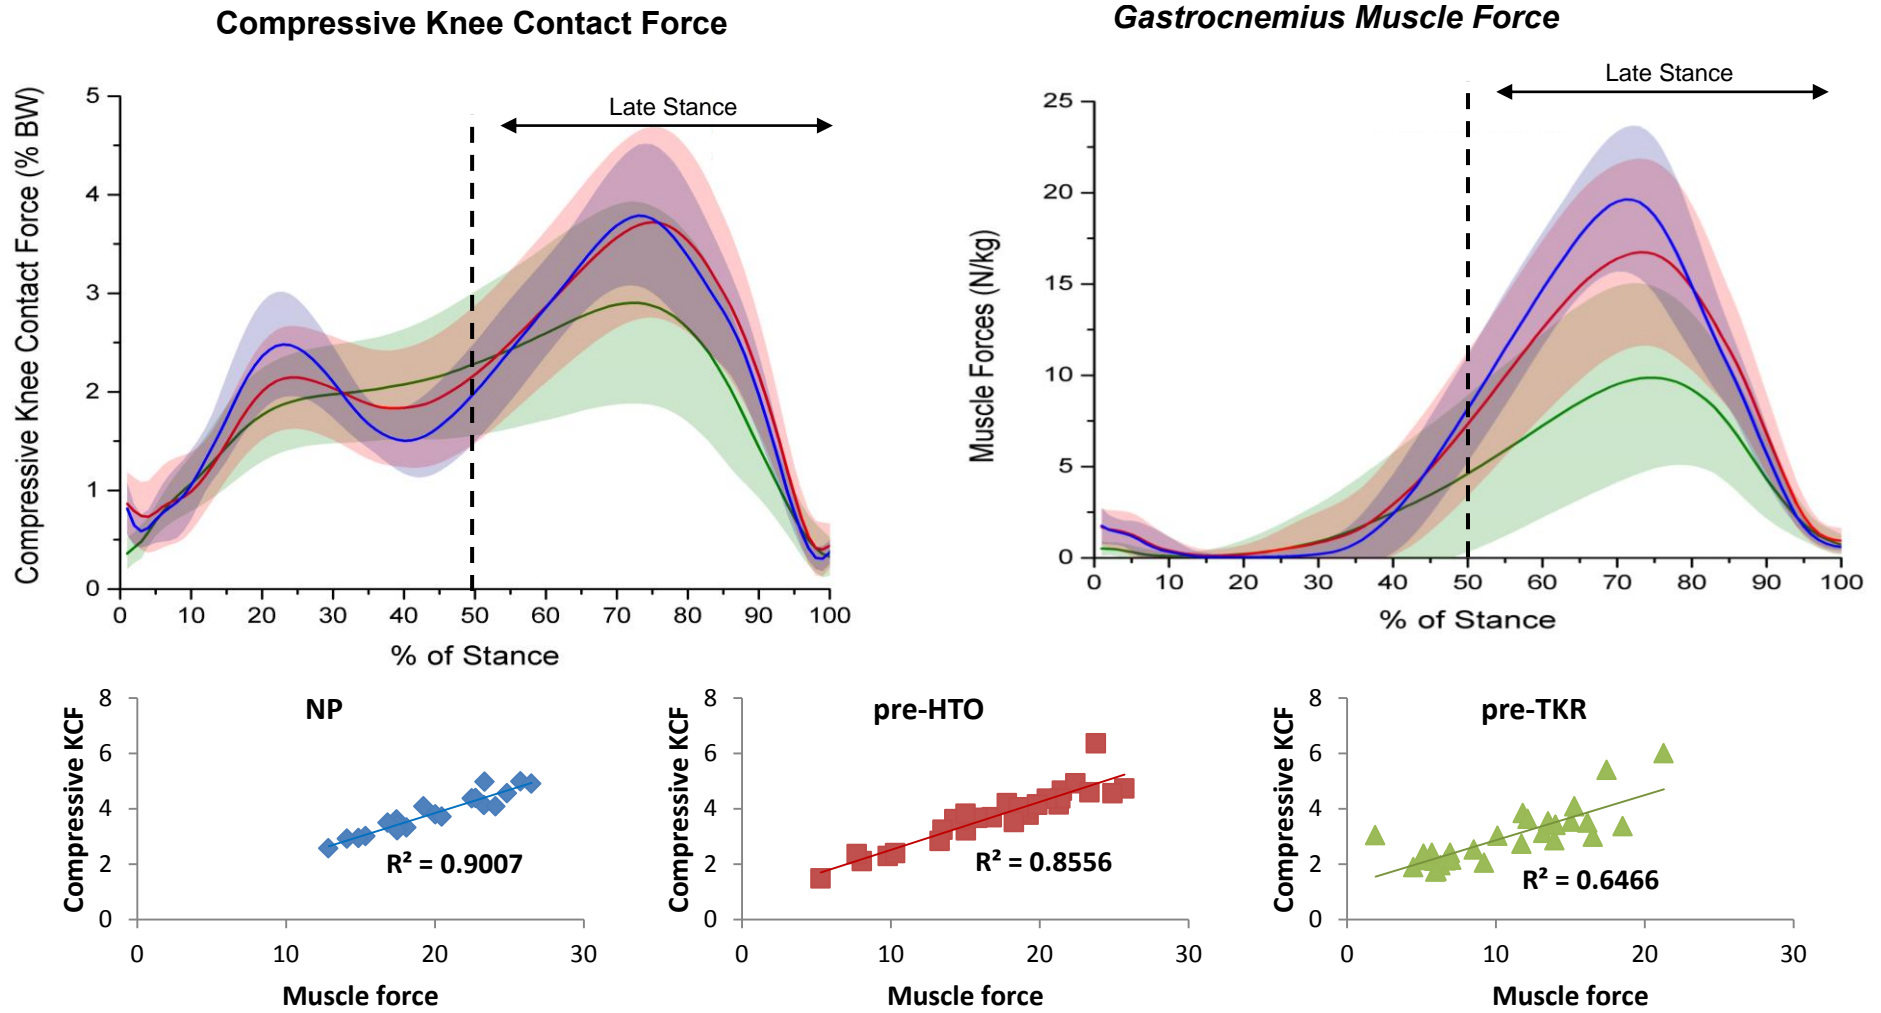 Compressive Knee Contact Force
Gastrocnemius Muscle Force
Compressive Knee Contact Force (% BW)
5
4
3
2
1
0
Late Stance
0 10 20 30 40 50 60 70 80 90 100
% of Stance
Muscle Forces (N/kg)
25
20
15
10
5
0
Late Stance
0 10 20 30 40 50 60 70 80 90 100
% of Stance
Compressive KCF
8
6
4
2
0
NP
R² = 0.9007
0 10 20 30
Muscle force
Compressive KCF
8
6
4
2
0
pre-HTO
R² = 0.8556
0 10 20 30
Muscle force
Compressive KCF
8
6
4
2
0
pre-TKR
R² = 0.6466
0 10 20 30
Muscle force